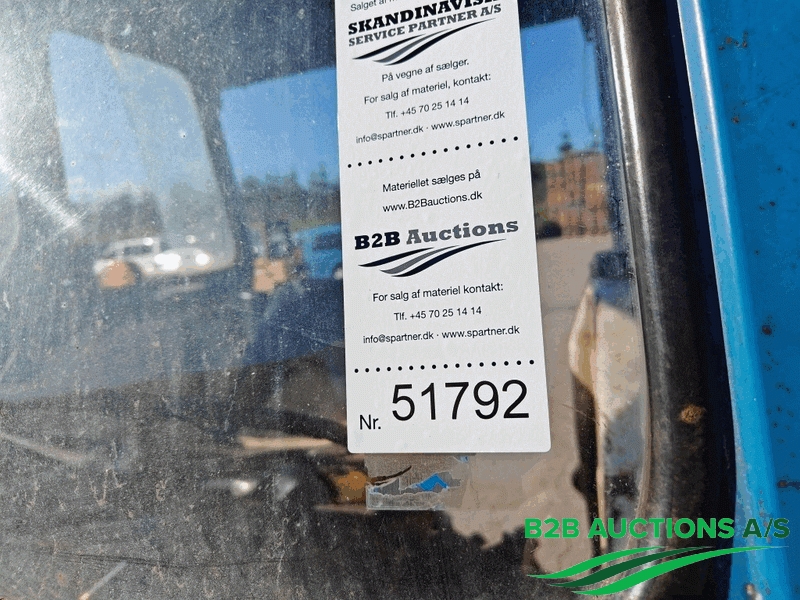 Salget af m
SKANDINAVISK
SERVICE PARTNER A/S
På vegne af sælger.
For salg af materiel, kontakt:
Tlf. +45 70 25 14 14
info@spartner.dk · www.spartner.dk
Materiellet sælges på
www.B2Bauctions.dk
B2B Auctions
For salg af materiel kontakt:
Tlf. +45 70 25 14 14
info@spartner.dk · www.spartner.dk
Nr. 51792
B2B AUCTIONS A/S